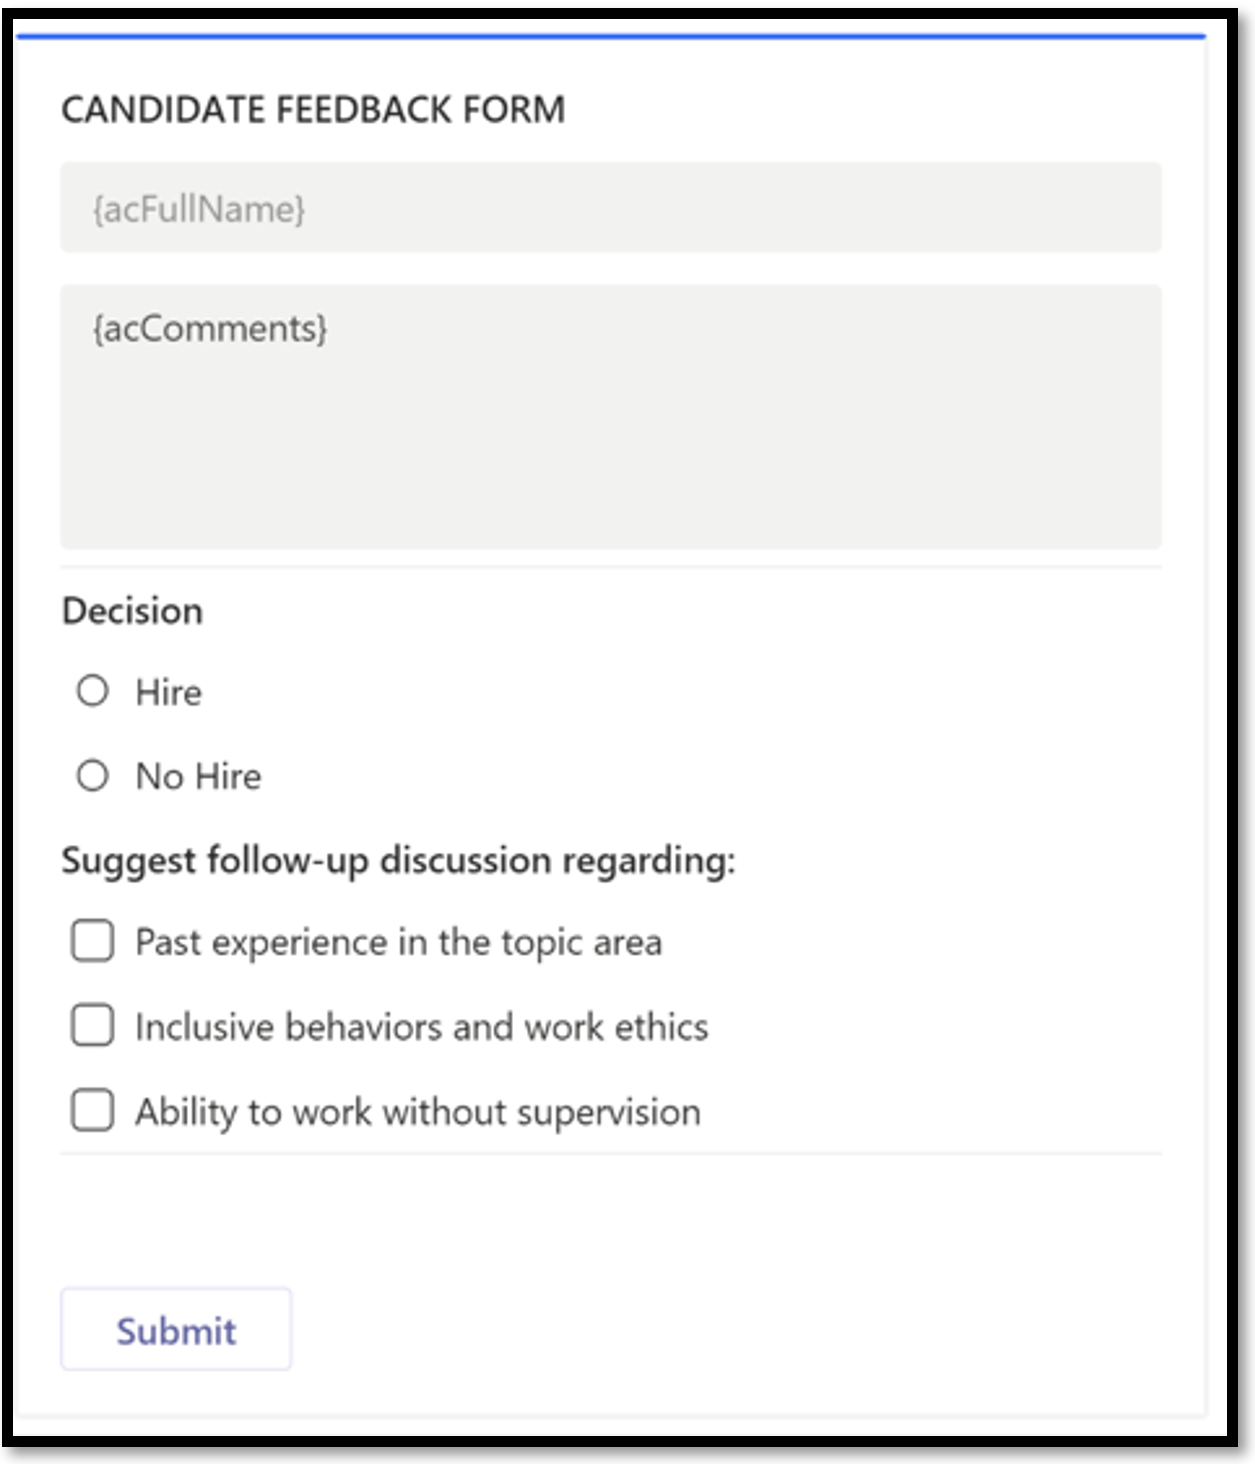 CANDIDATE FEEDBACK FORM
{acFullName}
{acComments}
Decision
Hire
No Hire
Suggest follow-up discussion regarding:
Past experience in the topic area
Inclusive behaviors and work ethics
Ability to work without supervision
Submit